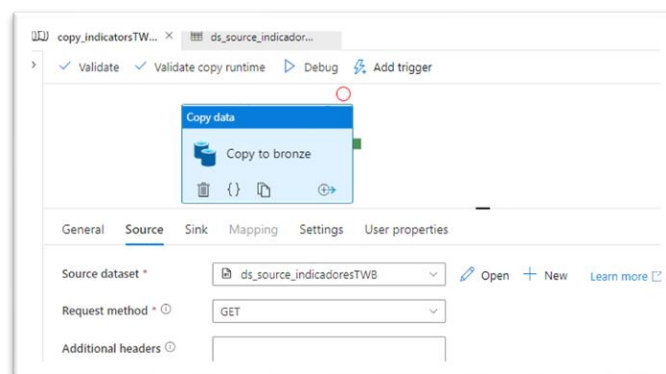 copy_indicatorsTW... × ds_source_indicador...
Validate Validate copy runtime Debug Add trigger
Copy data
Copy to bronze
{}
General Source Sink Mapping Settings User properties
Source dataset * ds_source_indicadoresTWB Open New Learn more
Request method * GET
Additional headers